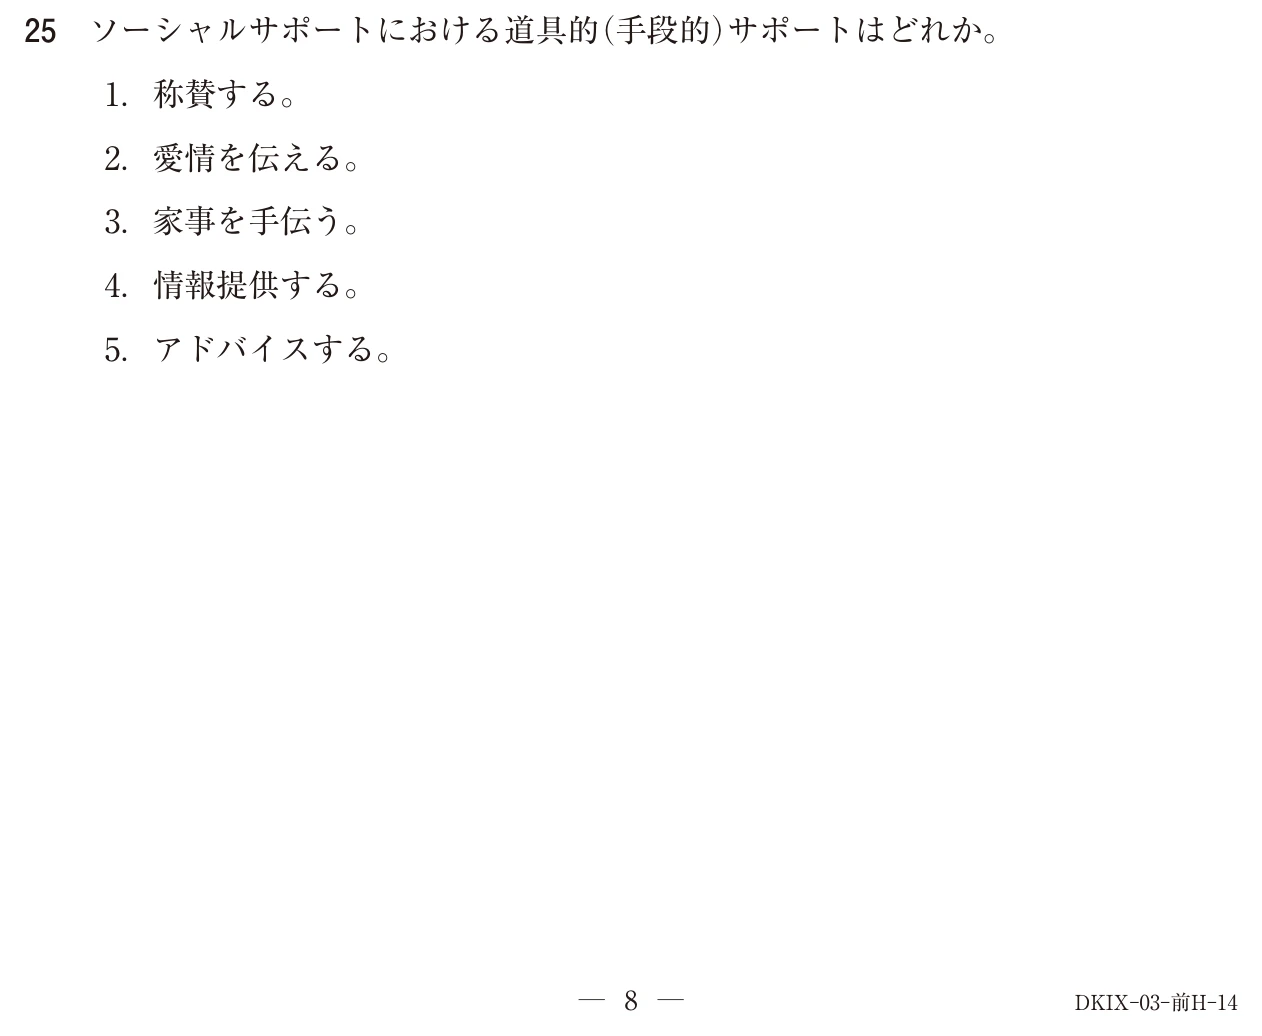 25 ソーシャルサポートにおける道具的(手段的)サポートはどれか。
1. 称賛する。
2. 愛情を伝える。
3. 家事を手伝う。
4. 情報提供する。
5. アドバイスする。
— 8 —
DKIX-03-前H-14